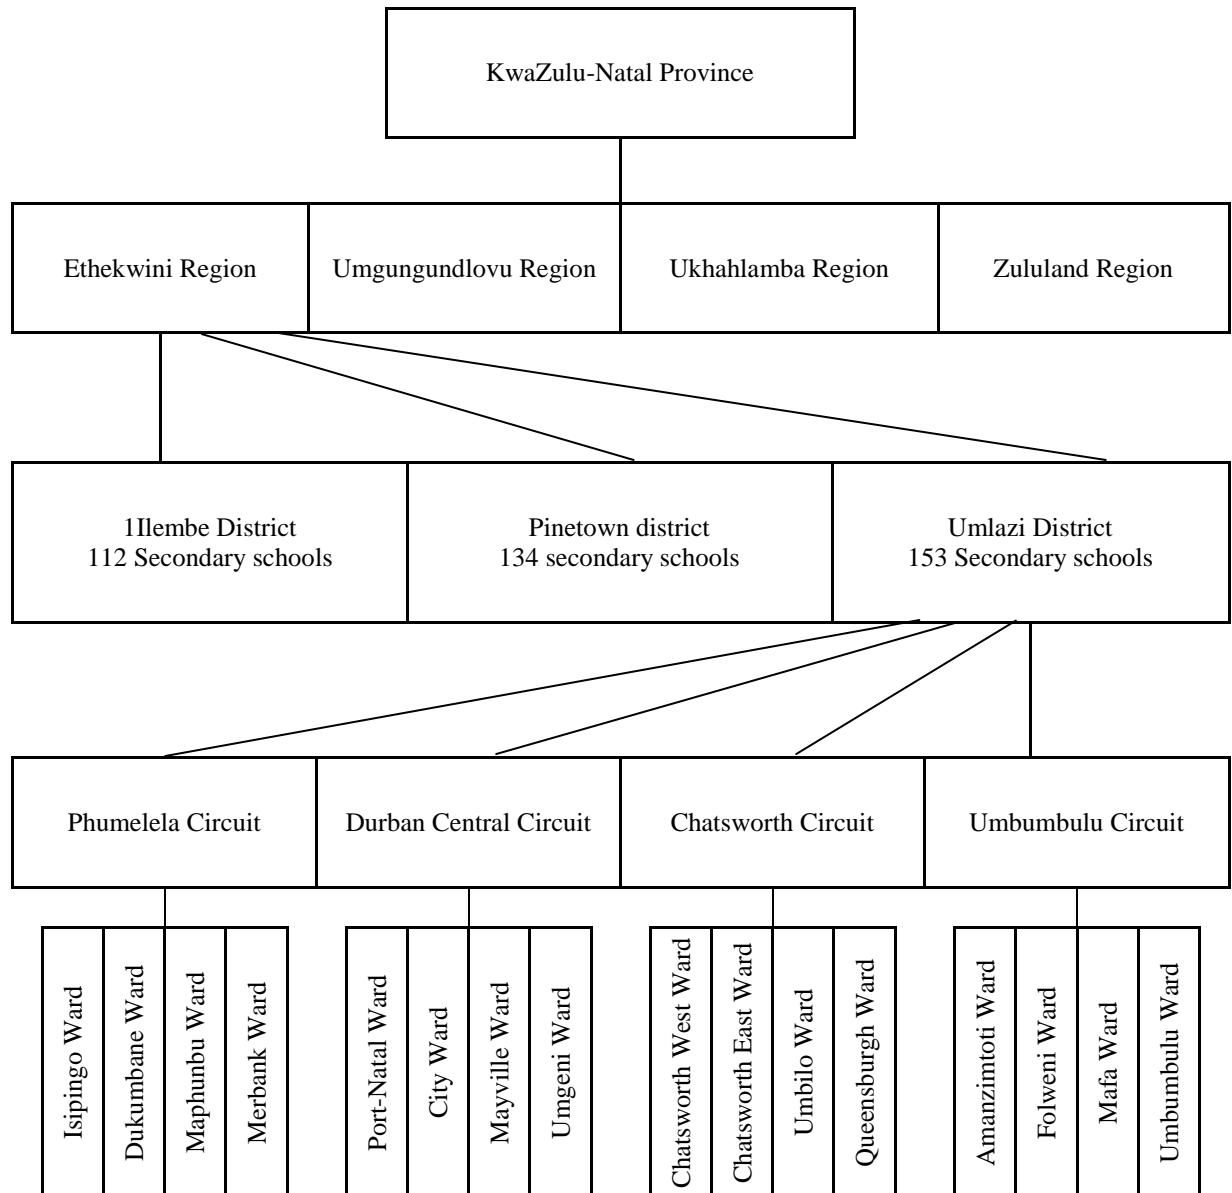 KwaZulu-Natal Province
Ethekwini Region
Umgungundlovu Region
Ukhahlamba Region
Zululand Region
1Ilembe District
112 Secondary schools
Pinetown district
134 secondary schools
Umlazi District
153 Secondary schools
Phumelela Circuit
Durban Central Circuit
Chatsworth Circuit
Umbumbulu Circuit
Isipingo Ward
Dukumbane Ward
Maphunbu Ward
Merbank Ward
Port-Natal Ward
City Ward
Mayville Ward
Umgeni Ward
Chatsworth West Ward
Chatsworth East Ward
Umbilo Ward
Queensburgh Ward
Amanzimtoti Ward
Folweni Ward
Mafa Ward
Umbumbulu Ward